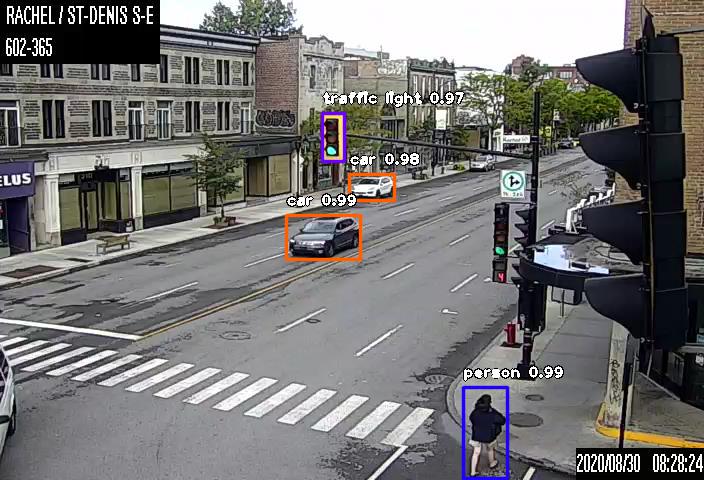 RACHEL / ST-DENIS S-E
602-365
traffic light 0.97
car 0.98
car 0.99
ELUS
4
person 0.99
2020/08/30 08:28:24